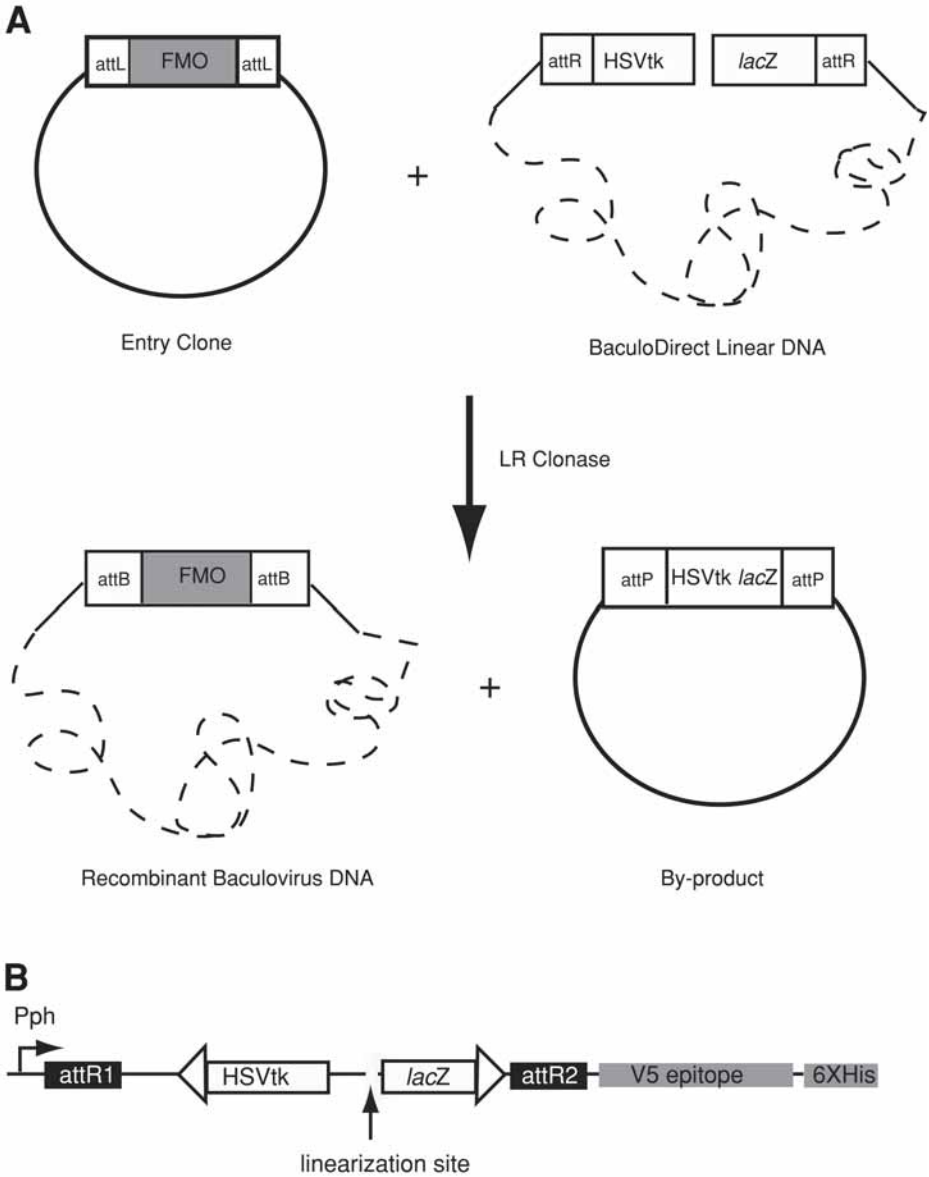 A
attL FMO attL
attR HSVtk lacZ attR
+
Entry Clone
BaculoDirect Linear DNA
LR Clonase
attB FMO attB
attP HSVtk lacZ attP
+
Recombinant Baculovirus DNA
By-product
B
Pph
attR1 HSVtk lacZ attR2 V5 epitope 6XHis
linearization site